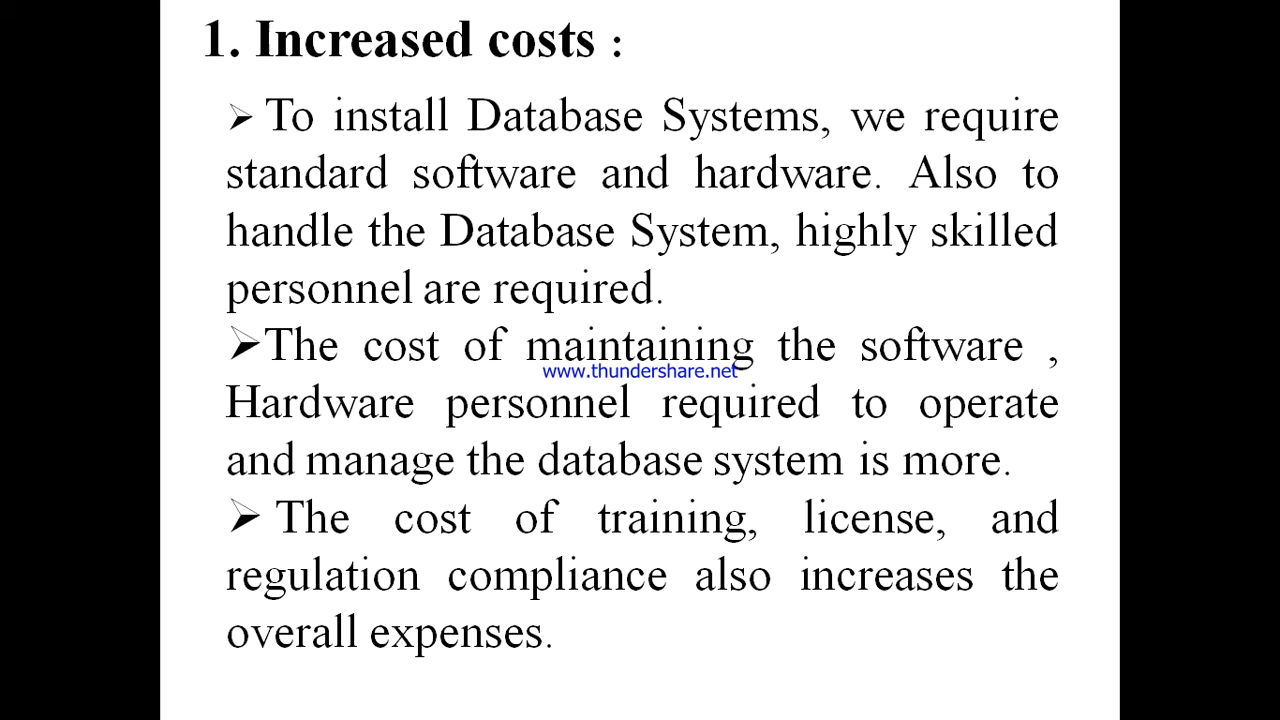 1. Increased costs :
➢ To install Database Systems, we require
standard software and hardware. Also to
handle the Database System, highly skilled
personnel are required.
➢The cost of maintaining the software ,
www.thundershare.net
Hardware personnel required to operate
and manage the database system is more.
➢ The cost of training, license, and
regulation compliance also increases the
overall expenses.